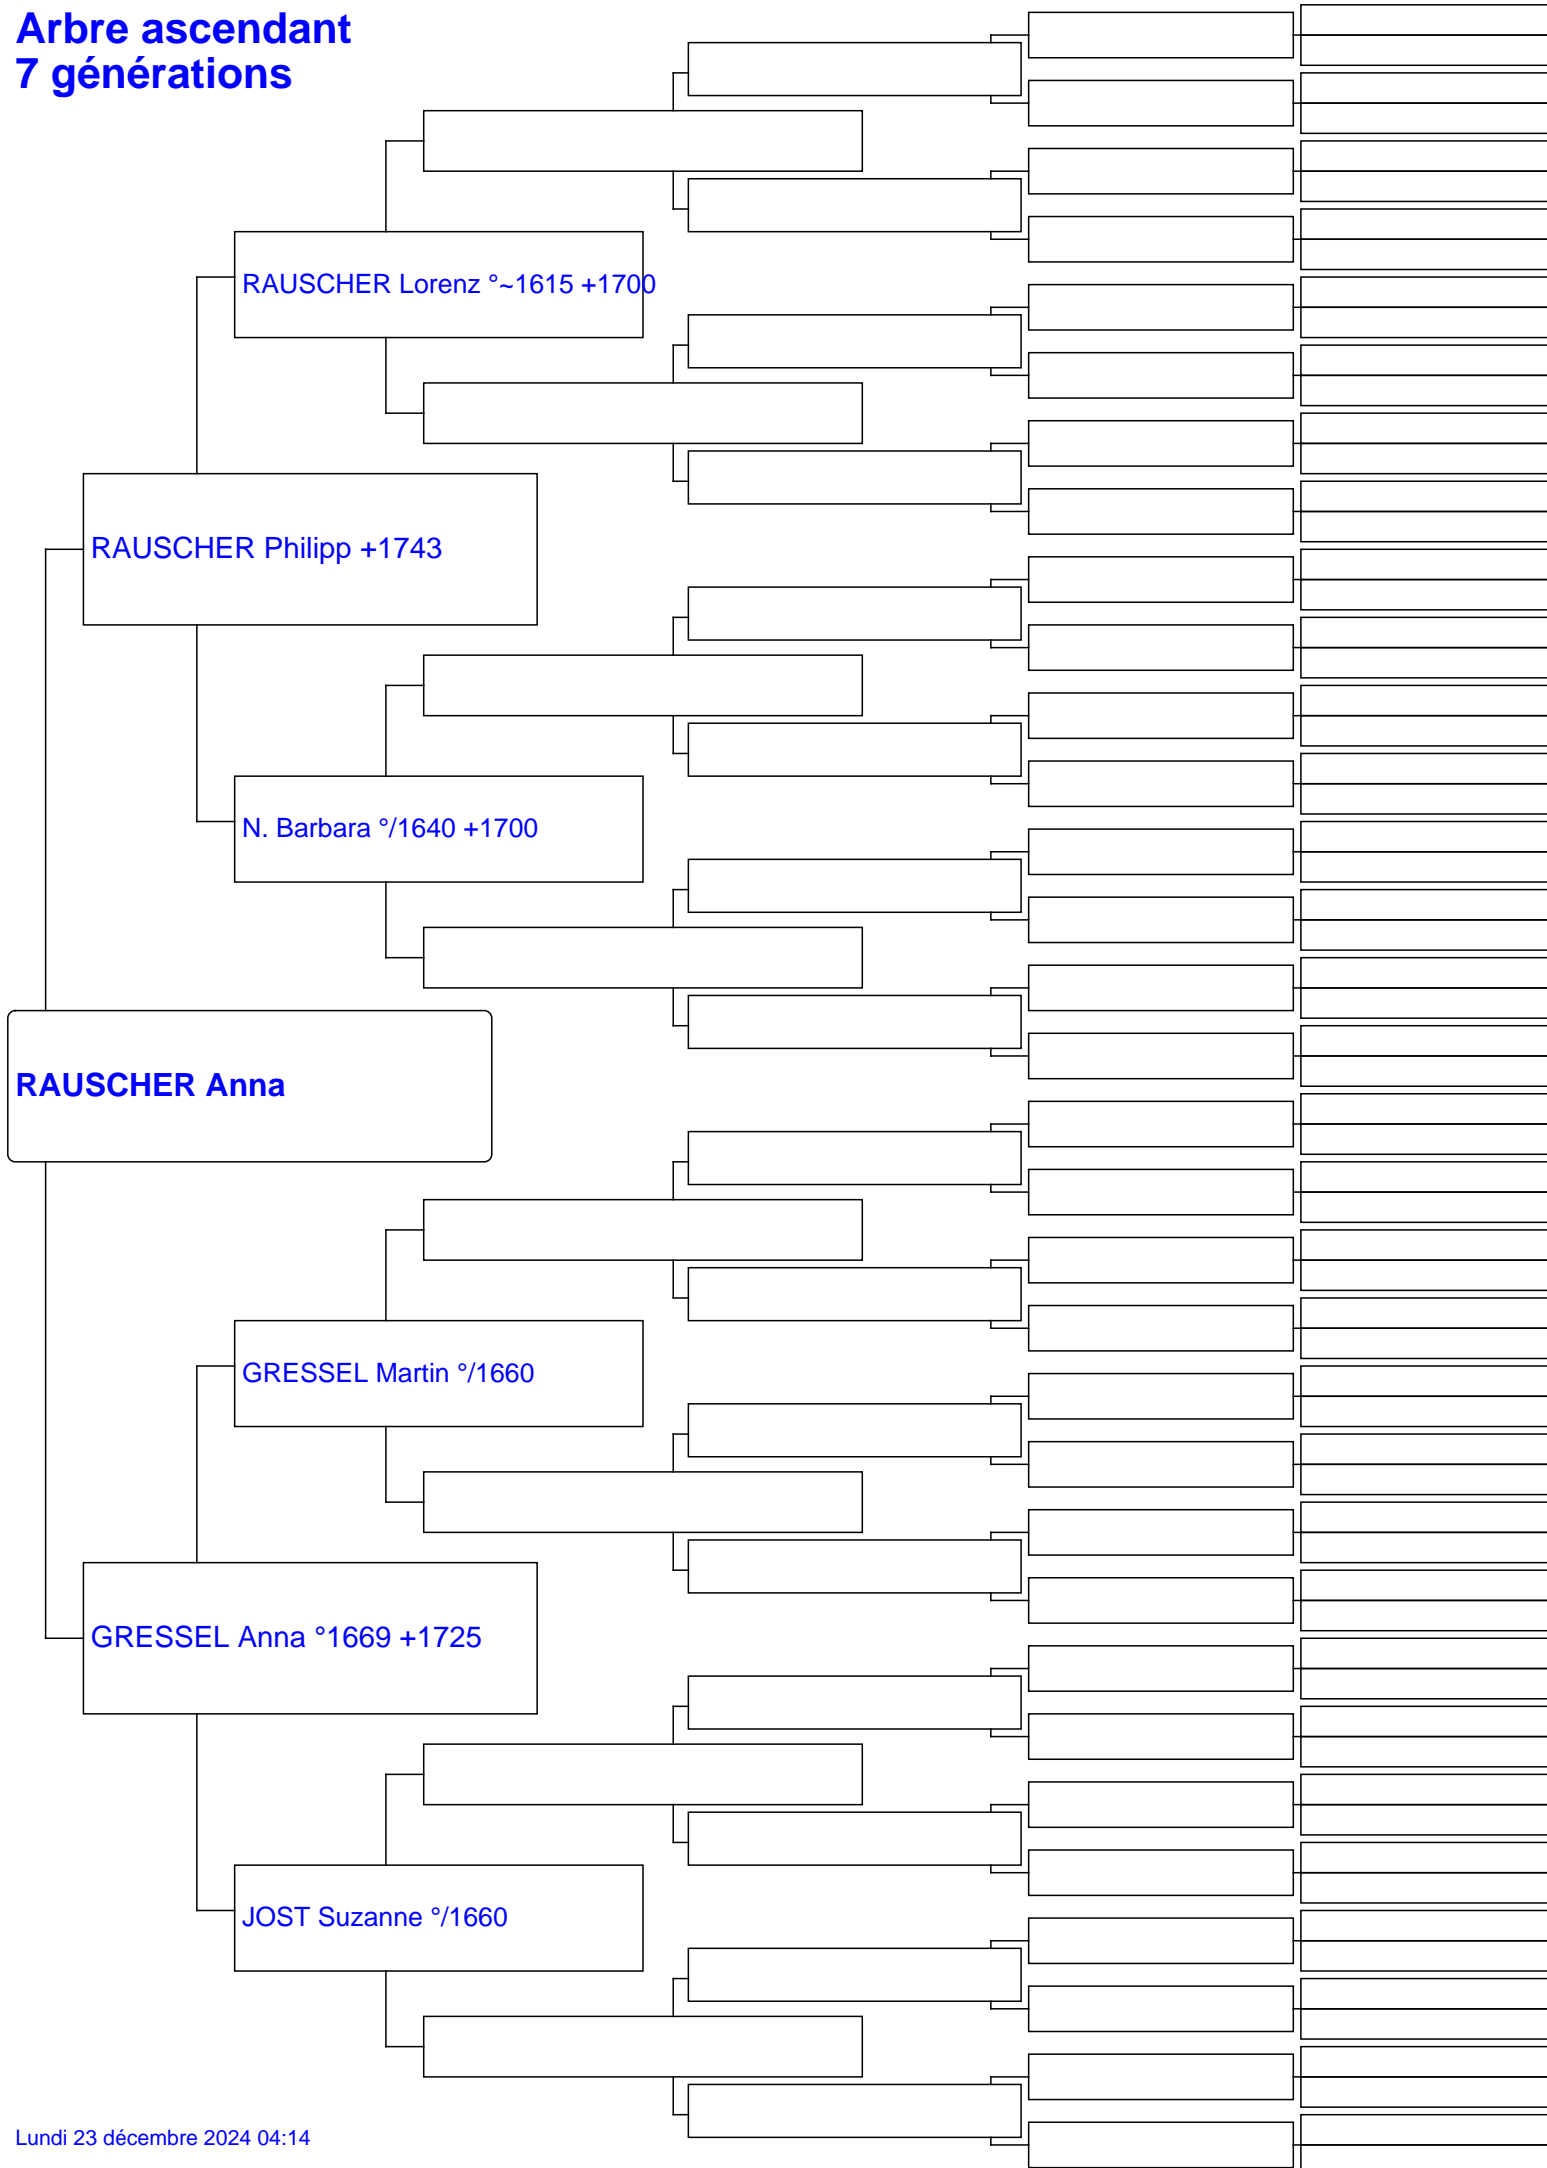 Arbre ascendant
7 générations
RAUSCHER Lorenz °~1615 +1700
RAUSCHER Philipp +1743
N. Barbara °/1640 +1700
RAUSCHER Anna
GRESSEL Martin °/1660
GRESSEL Anna °1669 +1725
JOST Suzanne °/1660
Lundi 23 décembre 2024 04:14